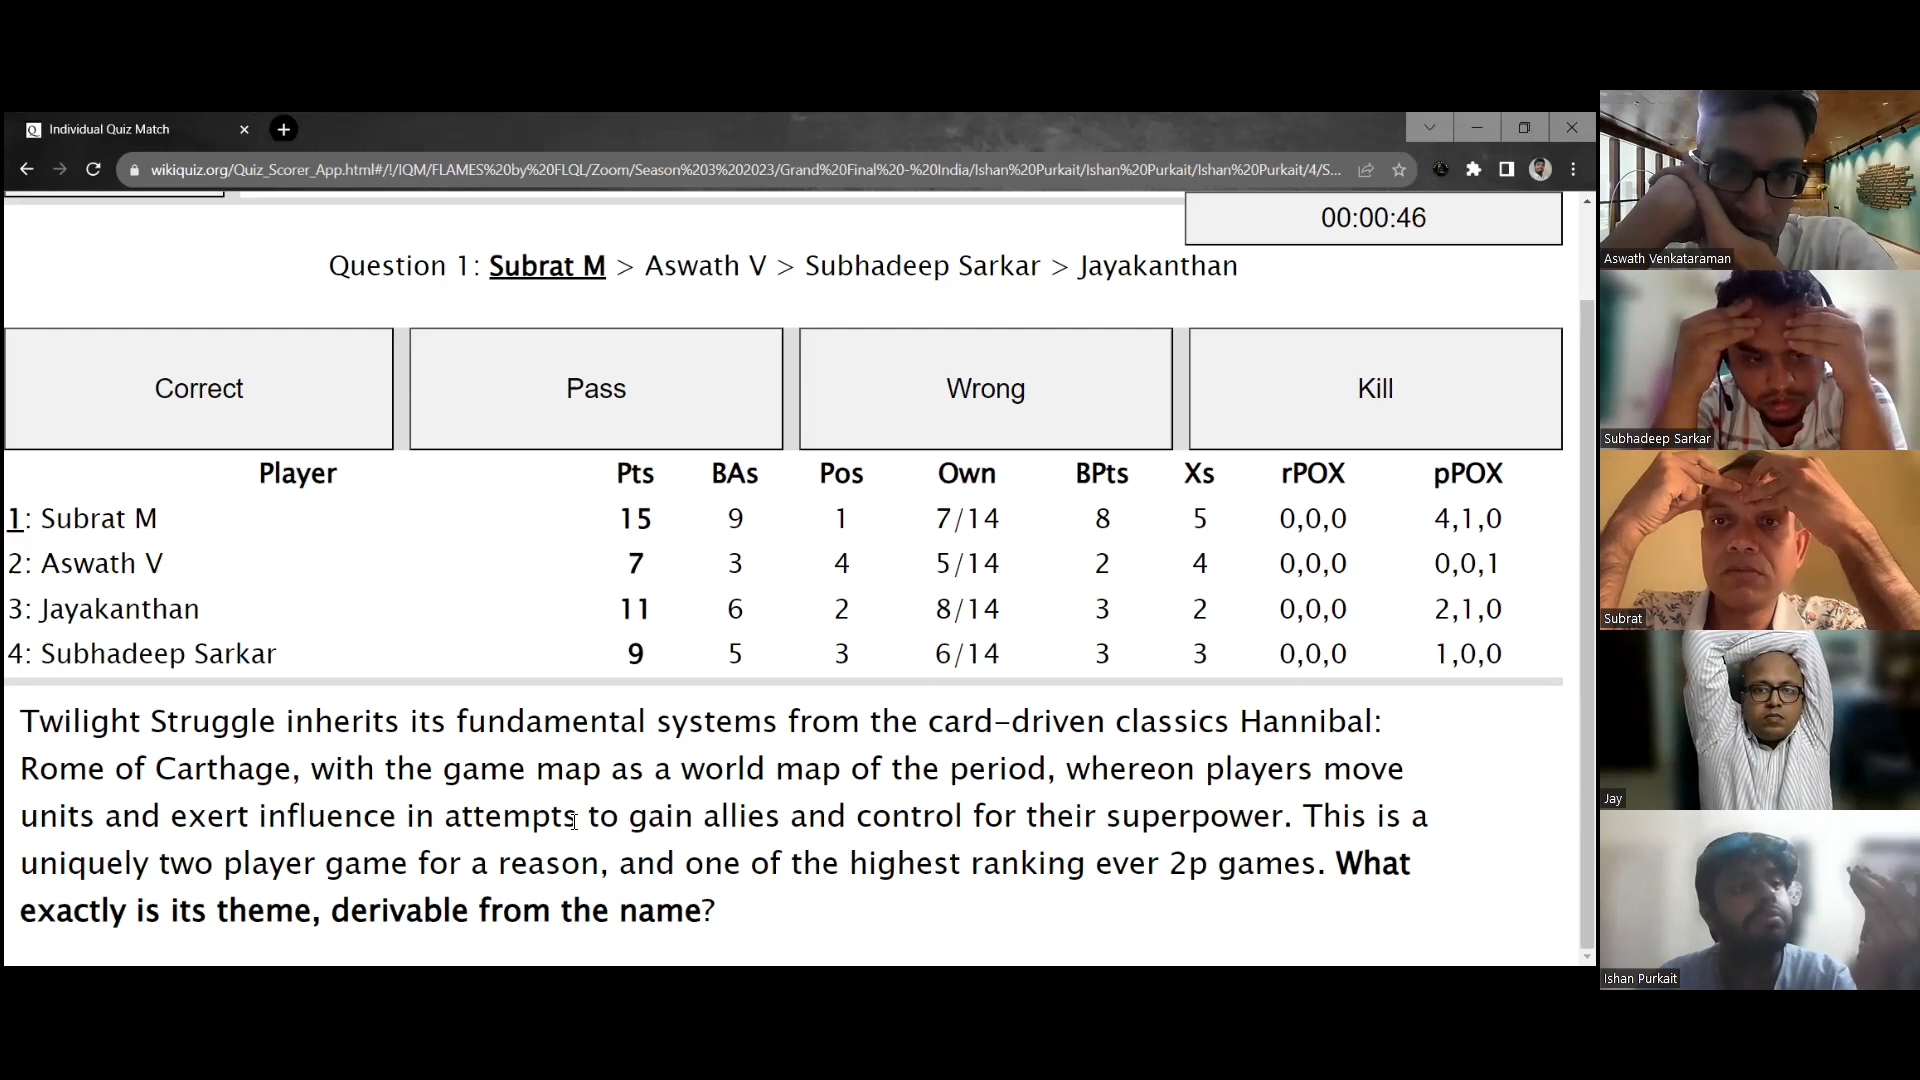 Individual Quiz Match
wikiquiz.org/Quiz_Scorer_App.html#/!/IQM/FLAMES%20by%20FLQL/Zoom/Season%203%202023/Grand%20Final%20-%20India/Ishan%20Purkait/Ishan%20Purkait/Ishan%20Purkait/4/S...
00:00:46
Question 1: Subrat M > Aswath V > Subhadeep Sarkar > Jayakanthan
Correct Pass Wrong Kill
Player Pts BAs Pos Own BPts Xs rPOX pPOX
1: Subrat M 15 9 1 7/14 8 5 0,0,0 4,1,0
2: Aswath V 7 3 4 5/14 2 4 0,0,0 0,0,1
3: Jayakanthan 11 6 2 8/14 3 2 0,0,0 2,1,0
4: Subhadeep Sarkar 9 5 3 6/14 3 3 0,0,0 1,0,0
Twilight Struggle inherits its fundamental systems from the card-driven classics Hannibal:
Rome of Carthage, with the game map as a world map of the period, whereon players move
units and exert influence in attempts to gain allies and control for their superpower. This is a
uniquely two player game for a reason, and one of the highest ranking ever 2p games. What
exactly is its theme, derivable from the name?
Aswath Venkataraman
Subhadeep Sarkar
Subrat
Jay
Ishan Purkait